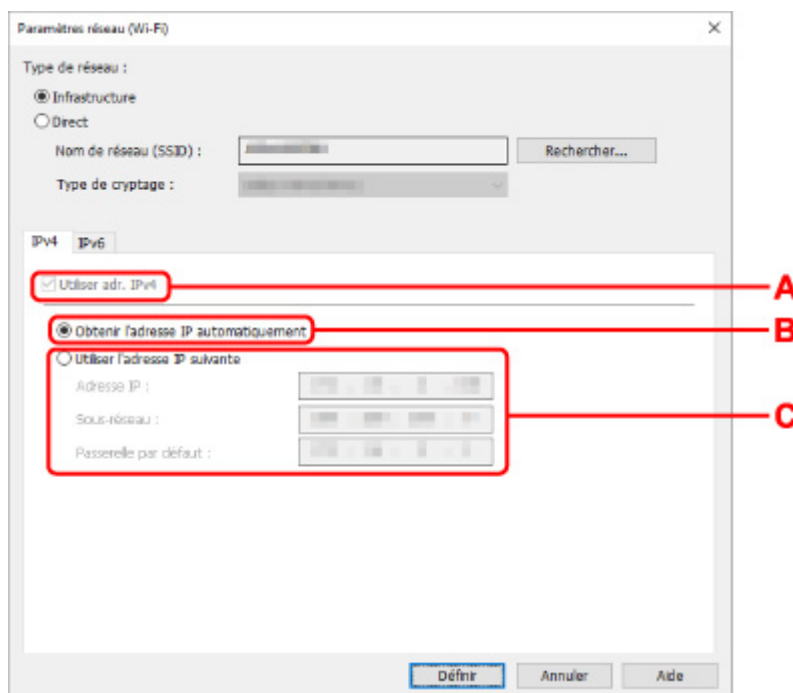 Paramètres réseau (Wi-Fi)
Type de réseau :
Infrastructure
Direct
Nom de réseau (SSID) :
Rechercher...
Type de cryptage :
IPv4 IPv6
Utiliser adr. IPv4
A
Obtenir l'adresse IP automatiquement
B
Utiliser l'adresse IP suivante
Adresse IP :
Sous-réseau :
C
Passerelle par défaut :
Définir Annuler Aide